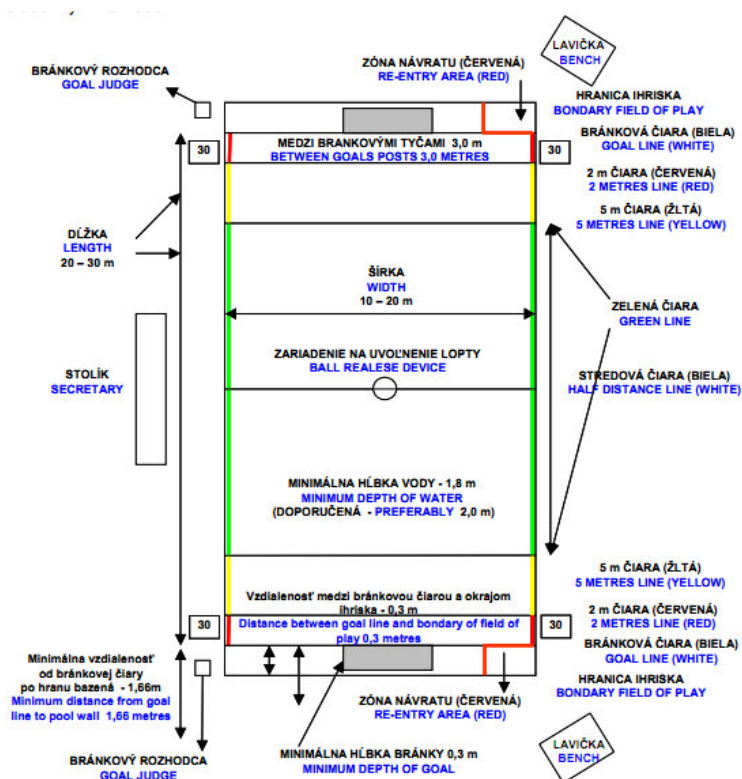 LAVIČKA
BENCH
BRÁNKOVÝ ROZHODCA
GOAL JUDGE
ZÓNA NÁVRATU (ČERVENÁ)
RE-ENTRY AREA (RED)
HRANICA IHRISKA
BONDARY FIELD OF PLAY
30
MEDZI BRANKOVÝMI TYČAMI 3,0 m
BETWEEN GOALS POSTS 3,0 METRES
30
BRÁNKOVÁ ČIARA (BIELA)
GOAL LINE (WHITE)
2 m ČIARA (ČERVENÁ)
2 METRES LINE (RED)
5 m ČIARA (ŽLTÁ)
5 METRES LINE (YELLOW)
DĹŽKA
LENGTH
20 – 30 m
ŠÍRKA
WIDTH
10 – 20 m
ZELENÁ ČIARA
GREEN LINE
STOLÍK
SECRETARY
ZARIADENIE NA UVOĽNENIE LOPTY
BALL REALESE DEVICE
STREDOVÁ ČIARA (BIELA)
HALF DISTANCE LINE (WHITE)
MINIMÁLNA HĹBKA VODY - 1,8 m
MINIMUM DEPTH OF WATER
(DOPORUČENÁ - PREFERABLY 2,0 m)
5 m ČIARA (ŽLTÁ)
5 METRES LINE (YELLOW)
Vzdialenosť medzi bránkovou čiarou a okrajom
ihriska - 0,3 m
30
Distance between goal line and bondary of field of
play 0,3 metres
30
2 m ČIARA (ČERVENÁ)
2 METRES LINE (RED)
BRÁNKOVÁ ČIARA (BIELA)
GOAL LINE (WHITE)
Minimálna vzdialenosť
od bránkovej čiary
po hranu bazená - 1,66m
Minimum distance from goal
line to pool wall 1,66 metres
HRANICA IHRISKA
BONDARY FIELD OF PLAY
ZÓNA NÁVRATU (ČERVENÁ)
RE-ENTRY AREA (RED)
BRÁNKOVÝ ROZHODCA
GOAL JUDGE
MINIMÁLNA HĹBKA BRÁNKY 0,3 m
MINIMUM DEPTH OF GOAL
LAVIČKA
BENCH